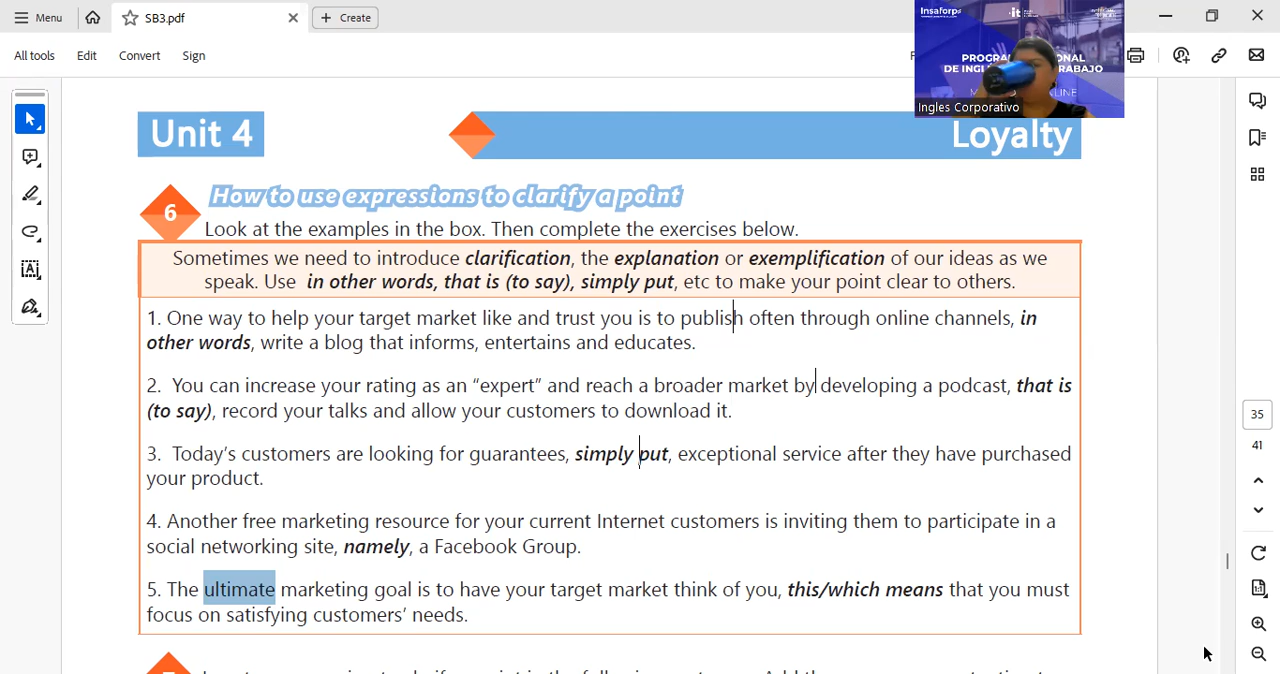 Menu
SB3.pdf
Create
All tools
Edit
Convert
Sign
Insaforp
it
PROGR
ONAL
DE INGL
RABAJO
LINE
Ingles Corporativo
Unit 4
Loyalty
6
How to use expressions to clarify a point
Look at the examples in the box. Then complete the exercises below.
Sometimes we need to introduce clarification, the explanation or exemplification of our ideas as we
speak. Use in other words, that is (to say), simply put, etc to make your point clear to others.
1. One way to help your target market like and trust you is to publish often through online channels, in
other words, write a blog that informs, entertains and educates.
2. You can increase your rating as an “expert” and reach a broader market by developing a podcast, that is
(to say), record your talks and allow your customers to download it.
3. Today’s customers are looking for guarantees, simply put, exceptional service after they have purchased
your product.
4. Another free marketing resource for your current Internet customers is inviting them to participate in a
social networking site, namely, a Facebook Group.
5. The ultimate marketing goal is to have your target market think of you, this/which means that you must
focus on satisfying customers’ needs.
35
41